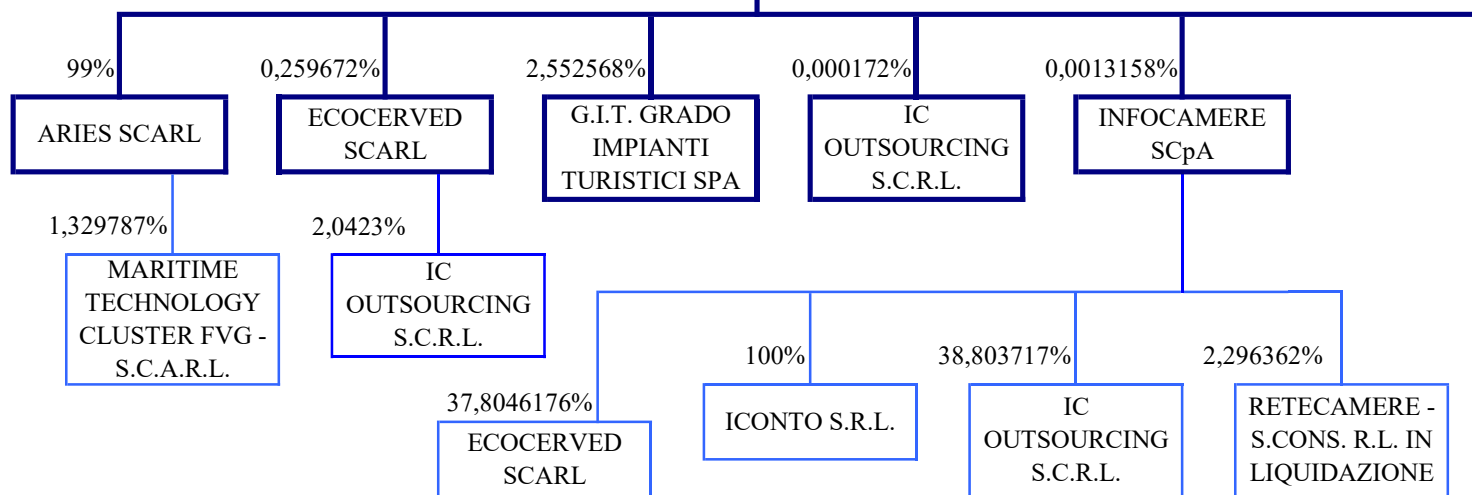 99%
0,259672%
2,552568%
0,000172%
0,0013158%
ARIES SCARL
ECOCERVED
SCARL
G.I.T. GRADO
IMPIANTI
TURISTICI SPA
IC
OUTSOURCING
S.C.R.L.
INFOCAMERE
SCpA
1,329787%
2,0423%
MARITIME
TECHNOLOGY
CLUSTER FVG -
S.C.A.R.L.
IC
OUTSOURCING
S.C.R.L.
37,8046176%
100%
38,803717%
2,296362%
ECOCERVED
SCARL
ICONTO S.R.L.
IC
OUTSOURCING
S.C.R.L.
RETECAMERE -
S.CONS. R.L. IN
LIQUIDAZIONE